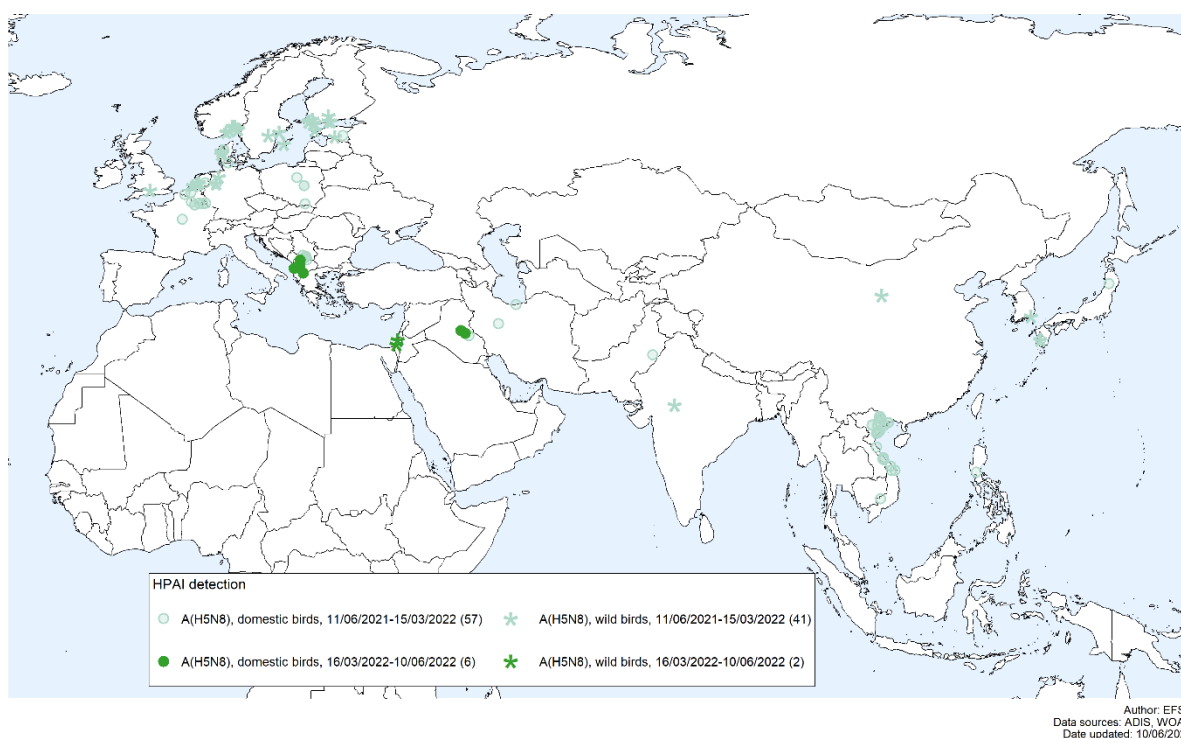 HPAI detection
A(H5N8), domestic birds, 11/06/2021-15/03/2022 (57)
A(H5N8), wild birds, 11/06/2021-15/03/2022 (41)
A(H5N8), domestic birds, 16/03/2022-10/06/2022 (6)
A(H5N8), wild birds, 16/03/2022-10/06/2022 (2)
Author: EFS
Data sources: ADIS, WOA
Date updated: 10/06/202